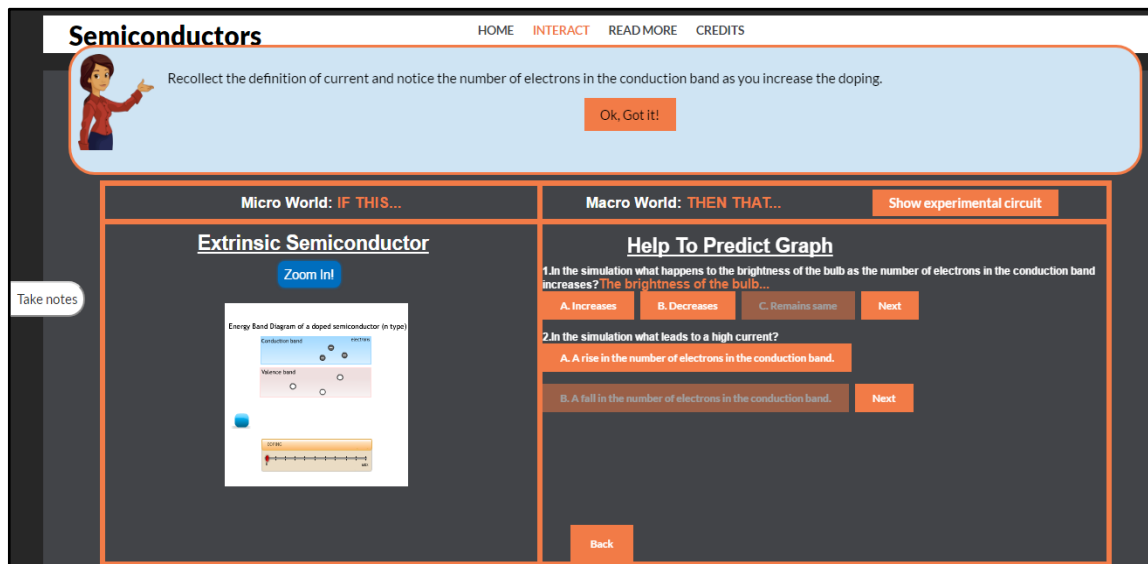 Semiconductors
HOME INTERACT READ MORE CREDITS
Recollect the definition of current and notice the number of electrons in the conduction band as you increase the doping.
Ok, Got it!
Take notes
Micro World: IF THIS...
Macro World: THEN THAT...
Show experimental circuit
Extrinsic Semiconductor
Zoom In!
Energy Band Diagram of a doped semiconductor (n type)
Conduction band
electron
Valence band
Help To Predict Graph
1.In the simulation what happens to the brightness of the bulb as the number of electrons in the conduction band
increases?The brightness of the bulb...
A. Increases
B. Decreases
C. Remains same
Next
2.In the simulation what leads to a high current?
A. A rise in the number of electrons in the conduction band.
B. A fall in the number of electrons in the conduction band.
Next
Back